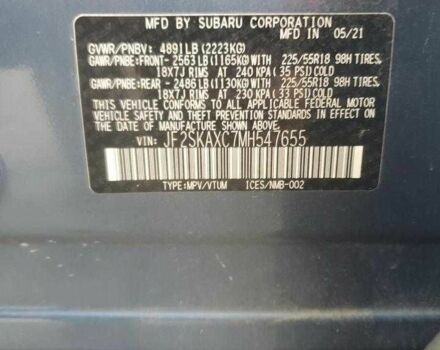 MFD BY SUBARU CORPORATION IN 05/21
GVWR/PNBV: 4891LB(2223KG)
GAWR/PNBE:FRONT- 2563LB(1165KG)WITH 225/55R18 98H TIRES,
18X7J RIMS AT 240 KPA(35 PSI)COLD
GAWR/PNBE:REAR - 2486LB(1130KG)WITH 225/55R18 98H TIRES,
18X7J RIMS AT 230 KPA(33 PSI)COLD
THIS VEHICLE CONFORMS TO ALL APPLICABLE FEDERAL MOTOR
VEHICLE SAFETY, BUMPER, AND THEFT PREVENTION STANDARDS
IN EFFECT ON THE DATE OF MANUFACTURE SHOWN ABOVE.
VIN: JF2SKAXC7MH547655
TYPE:MPV/VTUM ICES/NMB-002